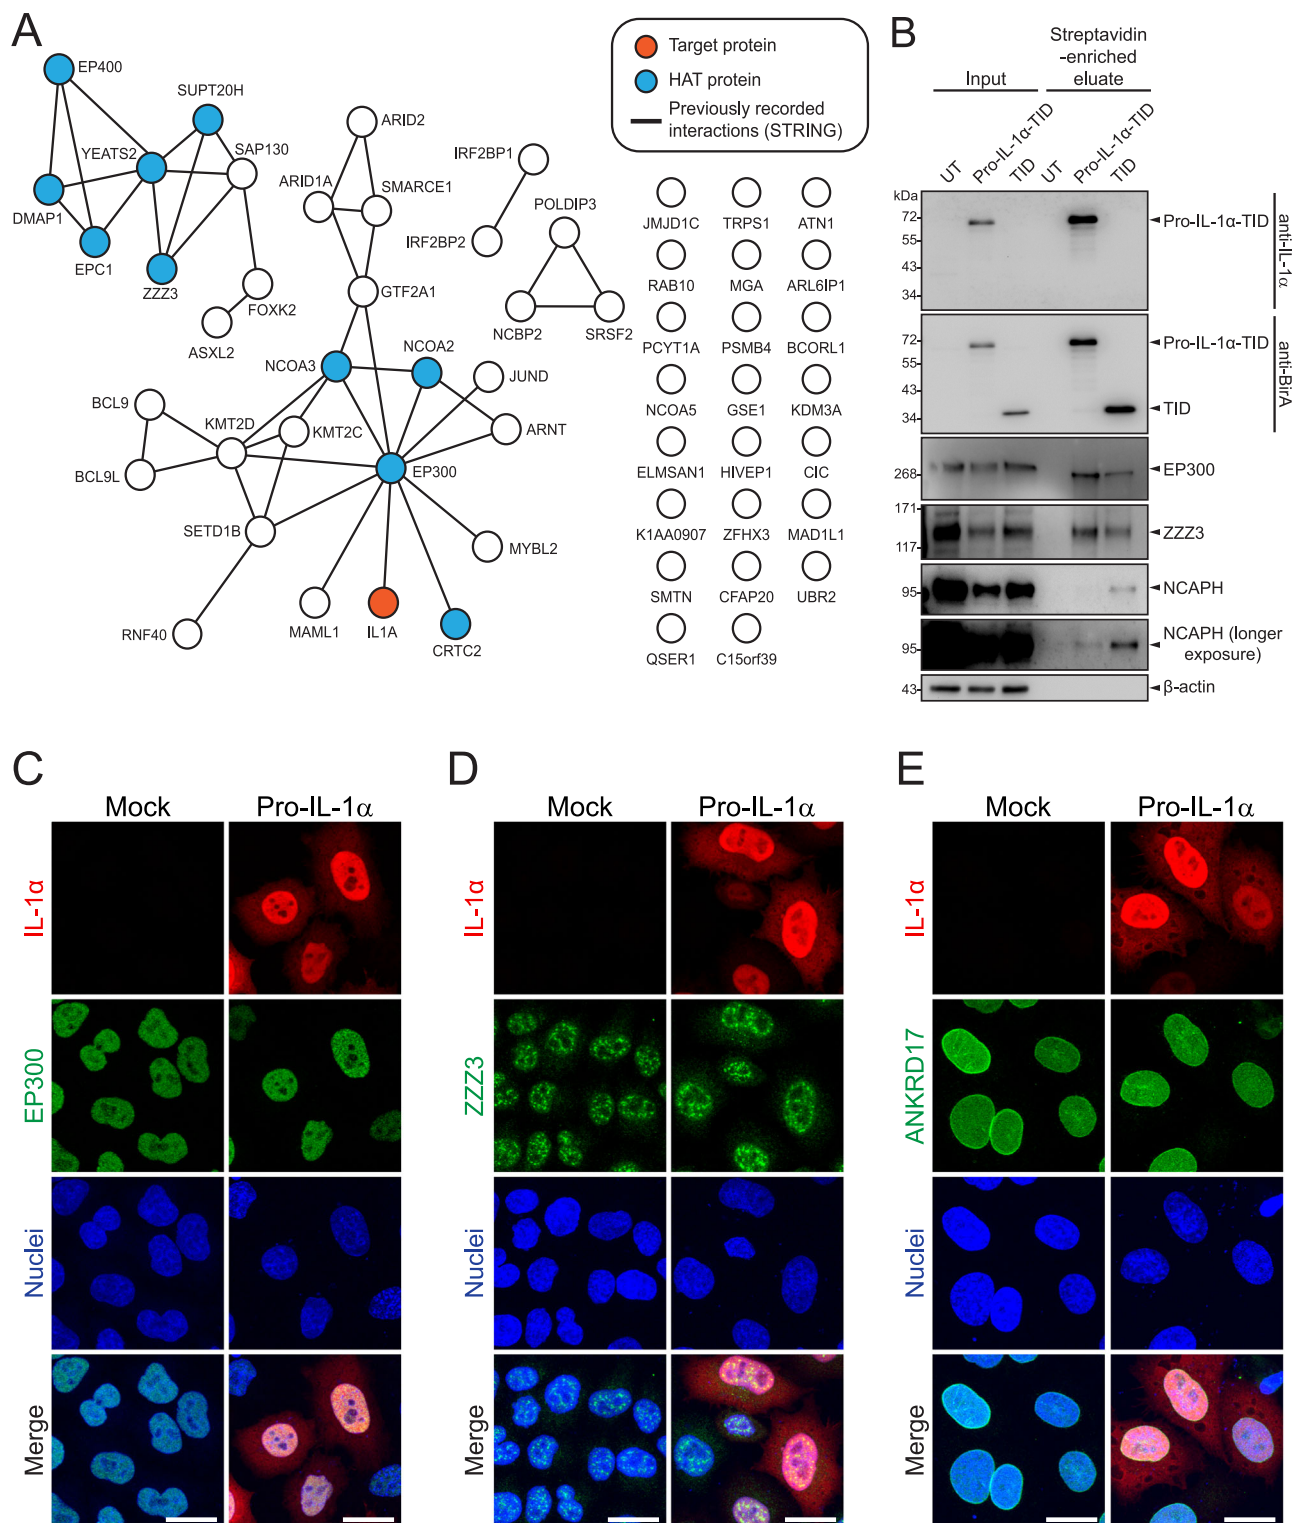 A
Target protein
HAT protein
Previously recorded
interactions (STRING)
EP400
SUPT20H
YEATS2
SAP130
DMAP1
EPC1
ZZZ3
FOXK2
ASXL2
ARID2
ARID1A
SMARCE1
GTF2A1
IRF2BP1
IRF2BP2
POLDIP3
NCBP2
SRSF2
NCOA3
NCOA2
JUND
BCL9
KMT2D
KMT2C
ARNT
BCL9L
EP300
SETD1B
MYBL2
RNF40
MAML1
IL1A
CRTC2
JMJD1C
TRPS1
ATN1
RAB10
MGA
ARL6IP1
PCYT1A
PSMB4
BCORL1
NCOA5
GSE1
KDM3A
ELMSAN1
HIVEP1
CIC
K1AA0907
ZFHX3
MAD1L1
SMTN
CFAP20
UBR2
QSER1
C15orf39
B
Input
Streptavidin
-enriched
eluate
UT
Pro-IL-1α-TID
TID
UT
Pro-IL-1α-TID
TID
kDa
72
55
43
34
Pro-IL-1α-TID
anti-IL-1α
72
55
43
34
Pro-IL-1α-TID
TID
anti-BirA
268
EP300
171
117
ZZZ3
95
NCAPH
95
NCAPH (longer
exposure)
43
β-actin
C
Mock
Pro-IL-1α
IL-1α
EP300
Nuclei
Merge
D
Mock
Pro-IL-1α
IL-1α
ZZZ3
Nuclei
Merge
E
Mock
Pro-IL-1α
IL-1α
ANKRD17
Nuclei
Merge